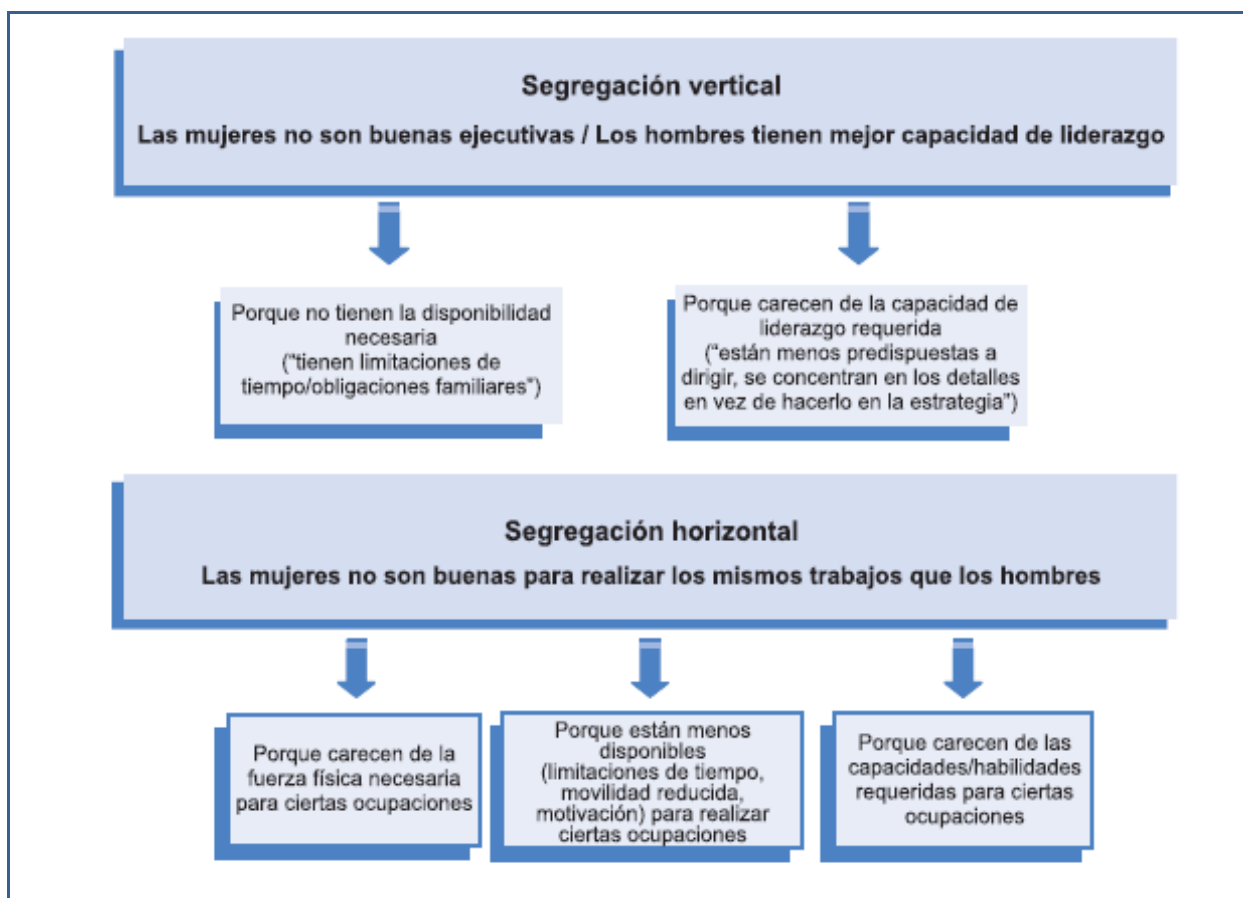 Segregación vertical
Las mujeres no son buenas ejecutivas / Los hombres tienen mejor capacidad de liderazgo
Porque no tienen la disponibilidad
necesaria
("tienen limitaciones de
tiempo/obligaciones familiares")
Porque carecen de la capacidad de
liderazgo requerida
("están menos predispuestas a
dirigir, se concentran en los detalles
en vez de hacerlo en la estrategia")
Segregación horizontal
Las mujeres no son buenas para realizar los mismos trabajos que los hombres
Porque carecen de la
fuerza física necesaria
para ciertas ocupaciones
Porque están menos
disponibles
(limitaciones de tiempo,
movilidad reducida,
motivación) para realizar
ciertas ocupaciones
Porque carecen de las
capacidades/habilidades
requeridas para ciertas
ocupaciones